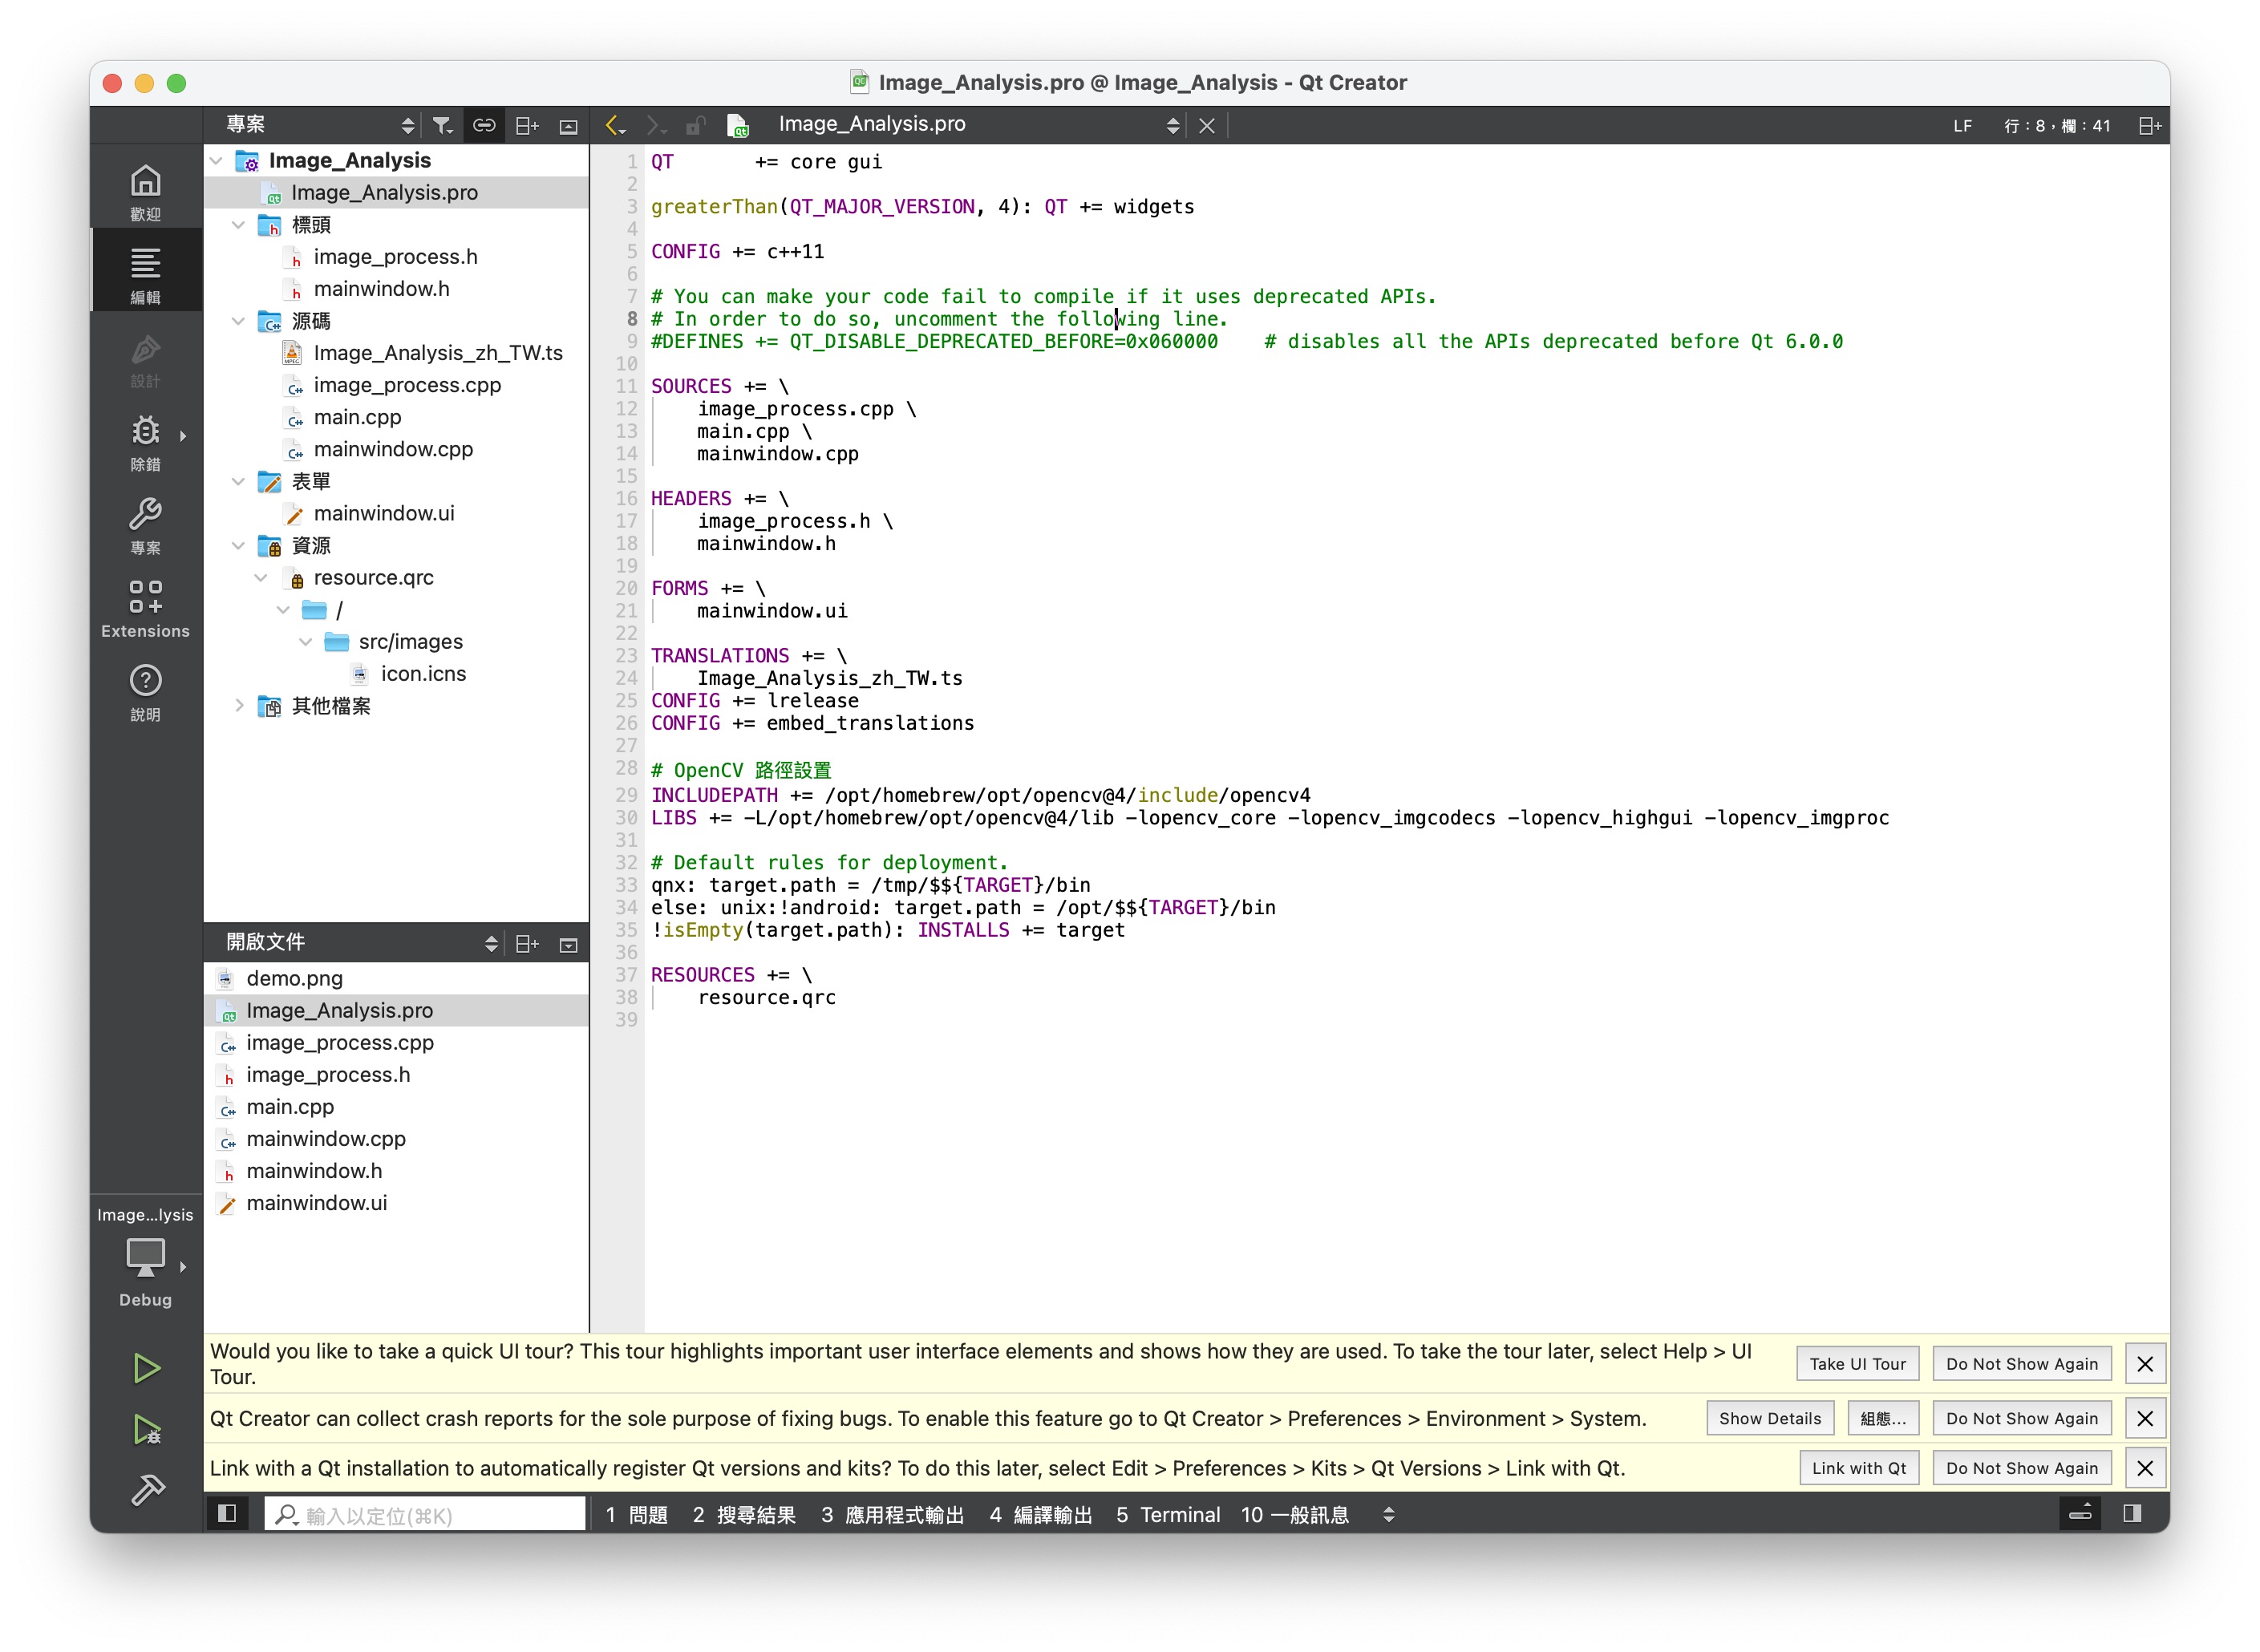 Image_Analysis.pro @ Image_Analysis - Qt Creator
專案
Image_Analysis.pro
LF
行：8，欄：41
歡迎
編輯
設計
除錯
專案
Extensions
說明
Image...lysis
Debug
Image_Analysis
Image_Analysis.pro
標頭
image_process.h
mainwindow.h
源碼
Image_Analysis_zh_TW.ts
image_process.cpp
main.cpp
mainwindow.cpp
表單
mainwindow.ui
資源
resource.qrc
/
src/images
icon.icns
其他檔案
開啟文件
demo.png
Image_Analysis.pro
image_process.cpp
image_process.h
main.cpp
mainwindow.cpp
mainwindow.h
mainwindow.ui
1 QT       += core gui
2
3 greaterThan(QT_MAJOR_VERSION, 4): QT += widgets
4
5 CONFIG += c++11
6
7 # You can make your code fail to compile if it uses deprecated APIs.
8 # In order to do so, uncomment the following line.
9 #DEFINES += QT_DISABLE_DEPRECATED_BEFORE=0x060000    # disables all the APIs deprecated before Qt 6.0.0
10
11 SOURCES += \
12     image_process.cpp \
13     main.cpp \
14     mainwindow.cpp
15
16 HEADERS += \
17     image_process.h \
18     mainwindow.h
19
20 FORMS += \
21     mainwindow.ui
22
23 TRANSLATIONS += \
24     Image_Analysis_zh_TW.ts
25 CONFIG += lrelease
26 CONFIG += embed_translations
27
28 # OpenCV 路徑設置
29 INCLUDEPATH += /opt/homebrew/opt/opencv@4/include/opencv4
30 LIBS += -L/opt/homebrew/opt/opencv@4/lib -lopencv_core -lopencv_imgcodecs -lopencv_highgui -lopencv_imgproc
31
32 # Default rules for deployment.
33 qnx: target.path = /tmp/$${TARGET}/bin
34 else: unix:!android: target.path = /opt/$${TARGET}/bin
35 !isEmpty(target.path): INSTALLS += target
36
37 RESOURCES += \
38     resource.qrc
39
Would you like to take a quick UI tour? This tour highlights important user interface elements and shows how they are used. To take the tour later, select Help > UI
Tour.
Take UI Tour
Do Not Show Again
Qt Creator can collect crash reports for the sole purpose of fixing bugs. To enable this feature go to Qt Creator > Preferences > Environment > System.
Show Details
組態...
Do Not Show Again
Link with a Qt installation to automatically register Qt versions and kits? To do this later, select Edit > Preferences > Kits > Qt Versions > Link with Qt.
Link with Qt
Do Not Show Again
輸入以定位(⌘K)
1 問題
2 搜尋結果
3 應用程式輸出
4 編譯輸出
5 Terminal
10 一般訊息